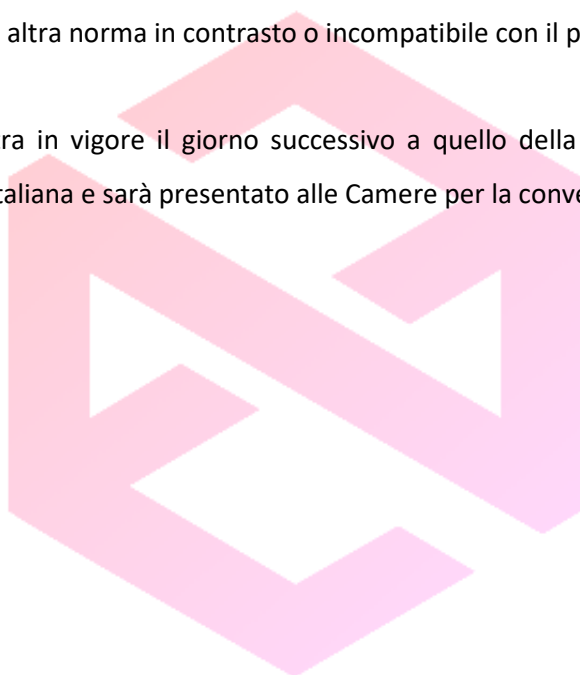 altra norma in contrasto o incompatibile con il p
ra in vigore il giorno successivo a quello della
taliana e sarà presentato alle Camere per la conve